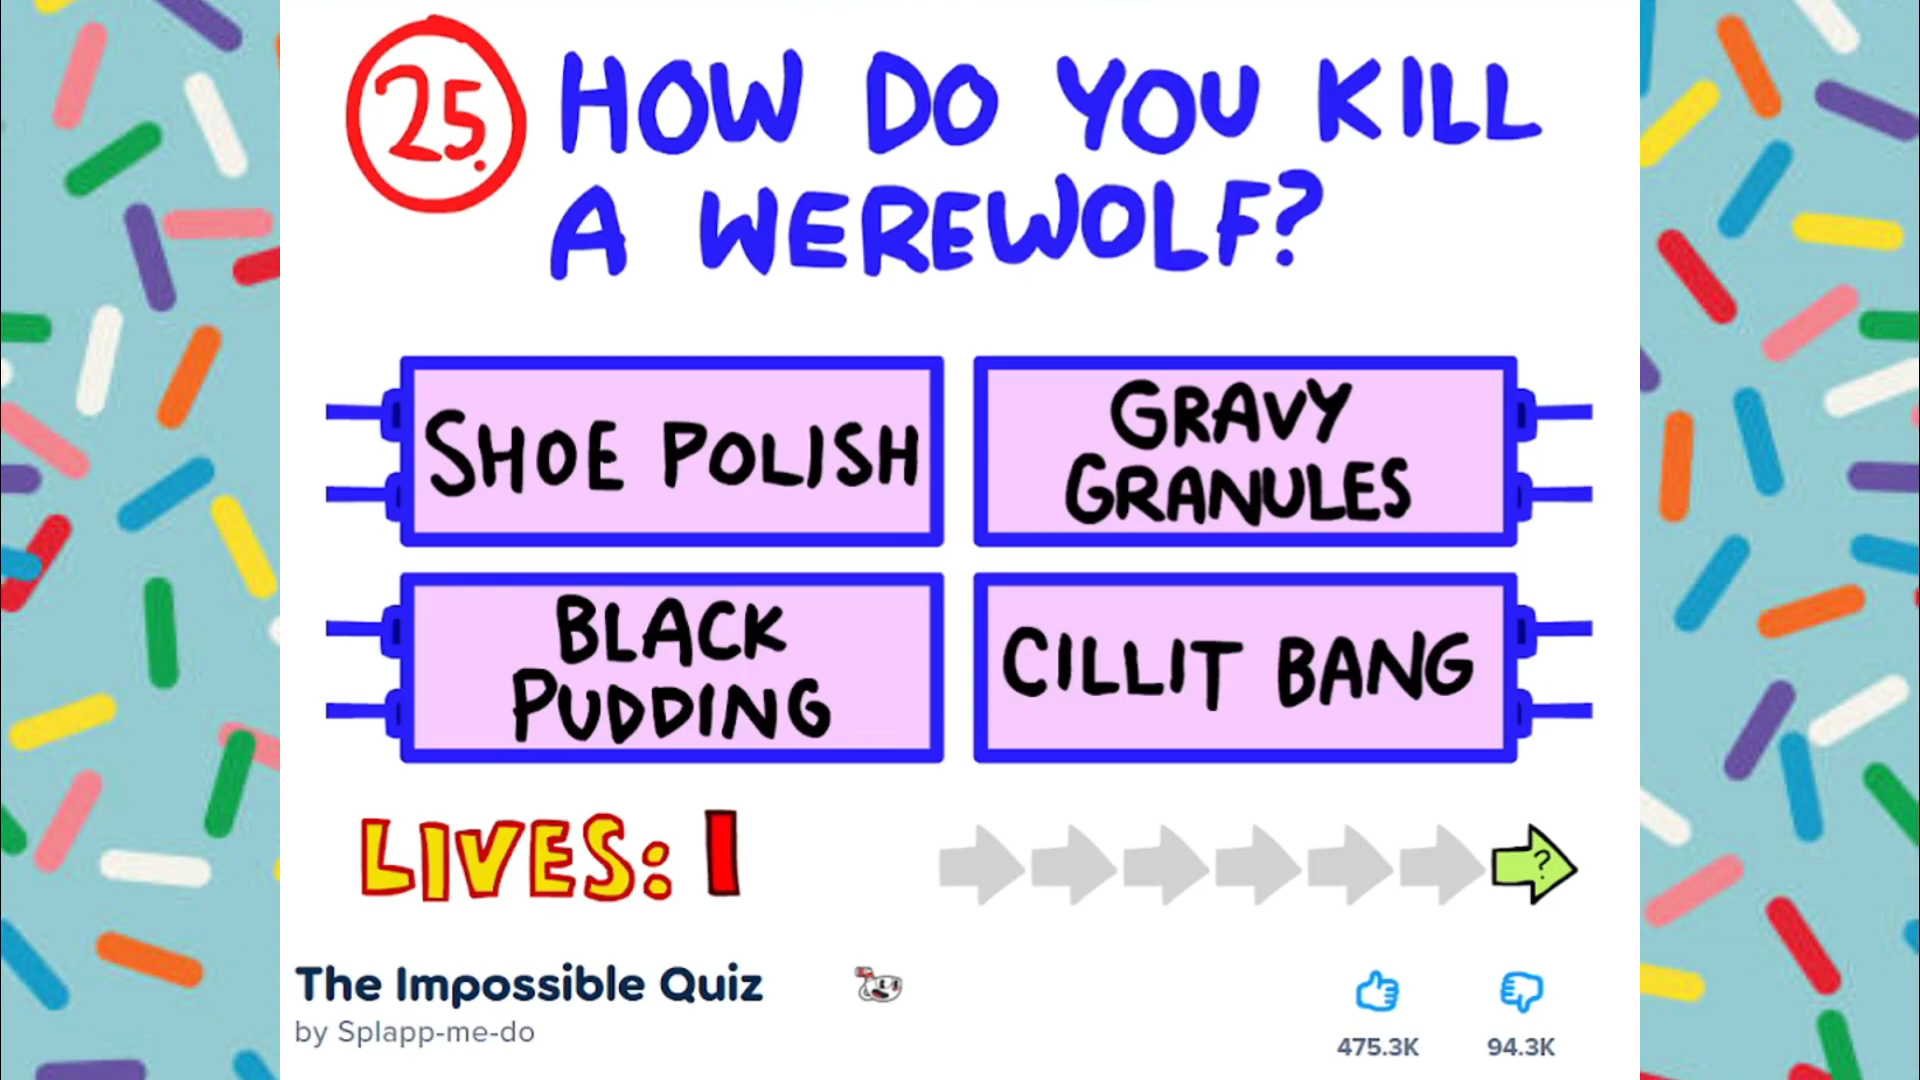 25. HOW DO YOU KILL
A WEREWOLF?
SHOE POLISH
GRAVY
GRANULES
BLACK
PUDDING
CILLIT BANG
LIVES: 1
?
The Impossible Quiz
by Splapp-me-do
475.3K
94.3K